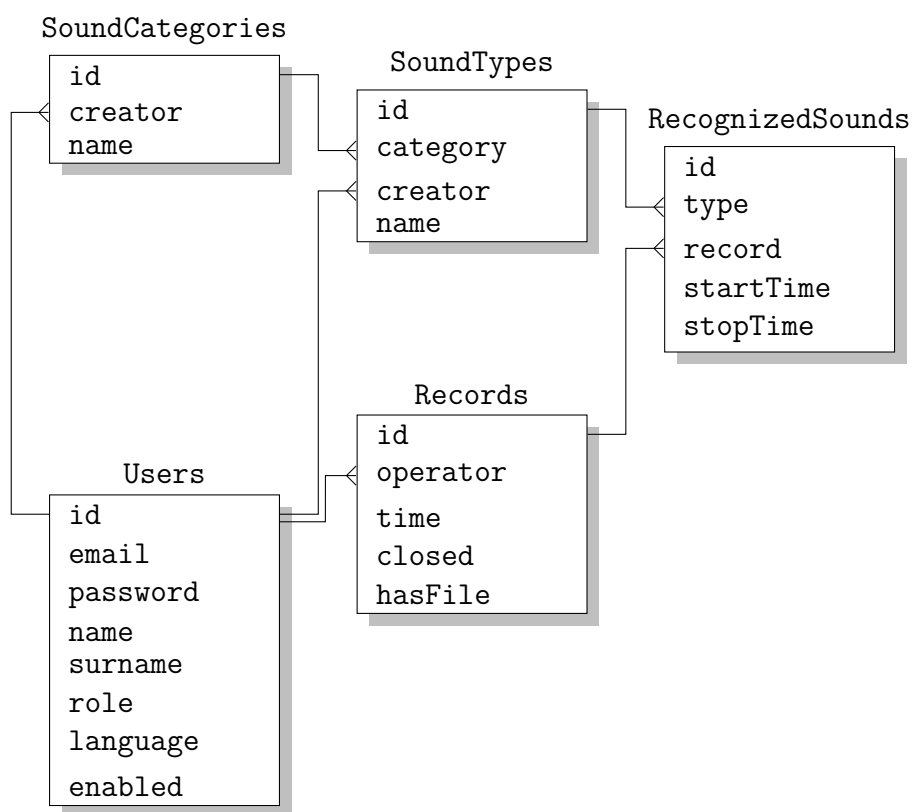 SoundCategories
id
creator
name
SoundTypes
id
category
creator
name
RecognizedSounds
id
type
record
startTime
stopTime
Records
id
operator
time
closed
hasFile
Users
id
email
password
name
surname
role
language
enabled